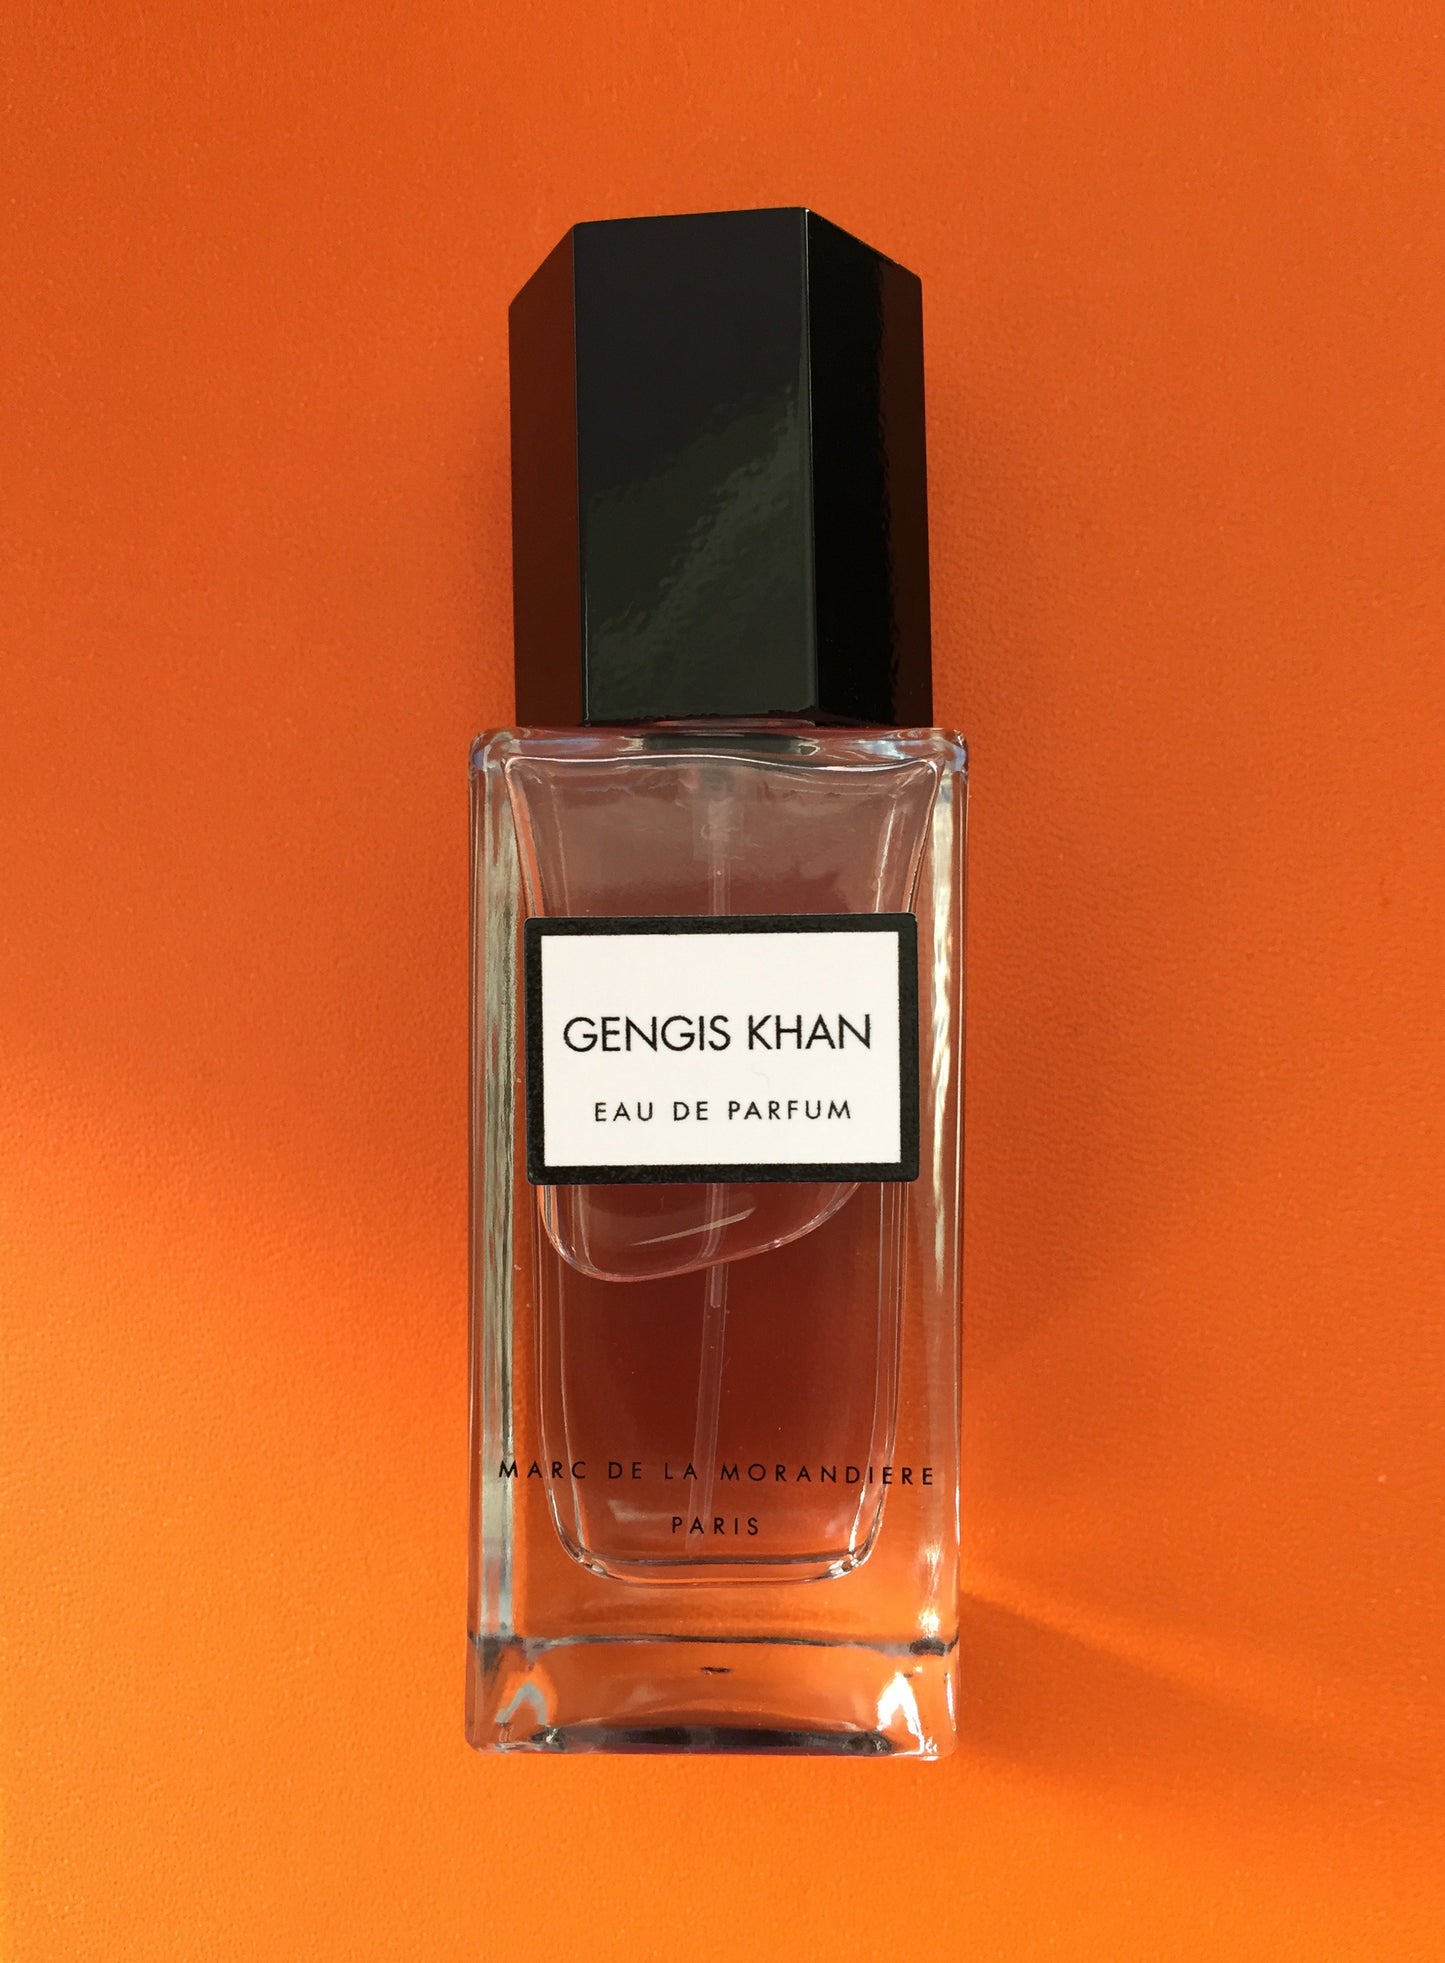 GENGIS KHAN
EAU DE PARFUM
MARC DE LA MORANDIERE
PARIS